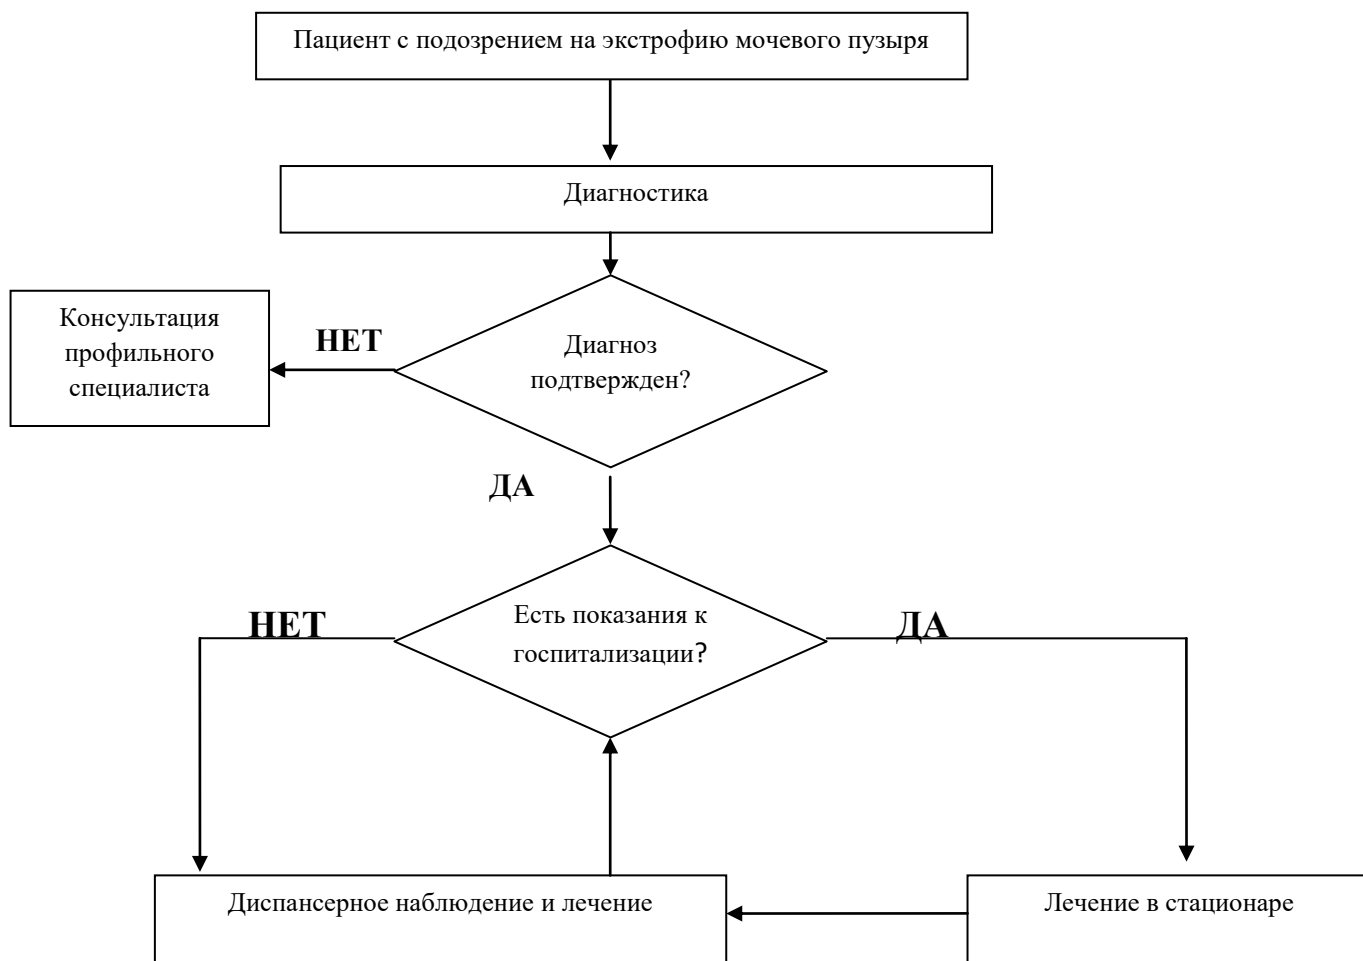 Пациент с подозрением на экстрофию мочевого пузыря
Диагностика
Консультация
профильного
специалиста
НЕТ
Диагноз
подтвержден?
ДА
НЕТ
Есть показания к
госпитализации?
ДА
Диспансерное наблюдение и лечение
Лечение в стационаре